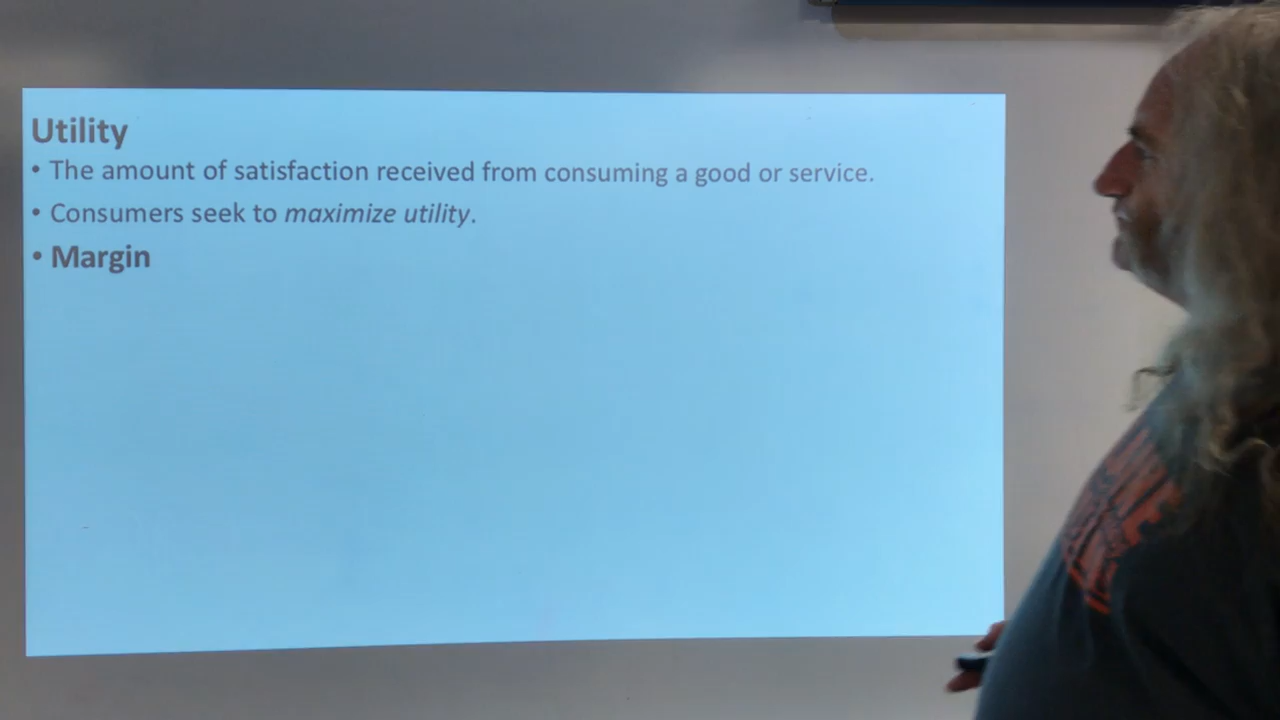 Utility
• The amount of satisfaction received from consuming a good or service.
• Consumers seek to maximize utility.
• Margin